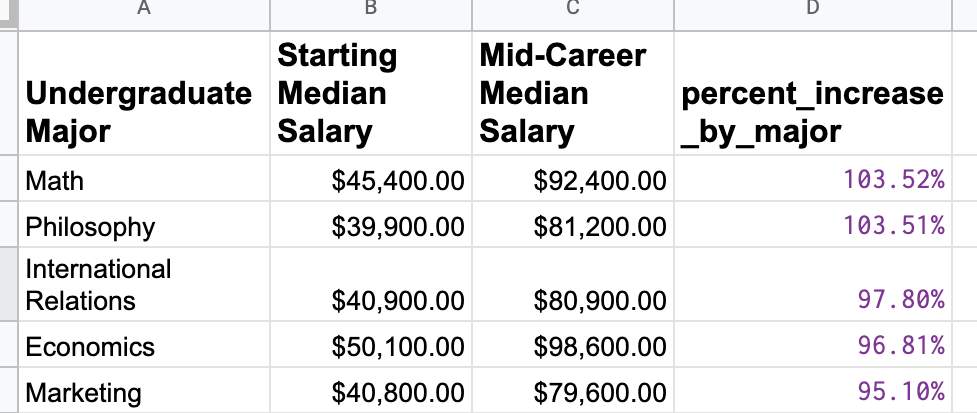 A B C D
Undergraduate Major Starting Median Salary Mid-Career Median Salary percent_increase_by_major
Math $45,400.00 $92,400.00 103.52%
Philosophy $39,900.00 $81,200.00 103.51%
International Relations $40,900.00 $80,900.00 97.80%
Economics $50,100.00 $98,600.00 96.81%
Marketing $40,800.00 $79,600.00 95.10%